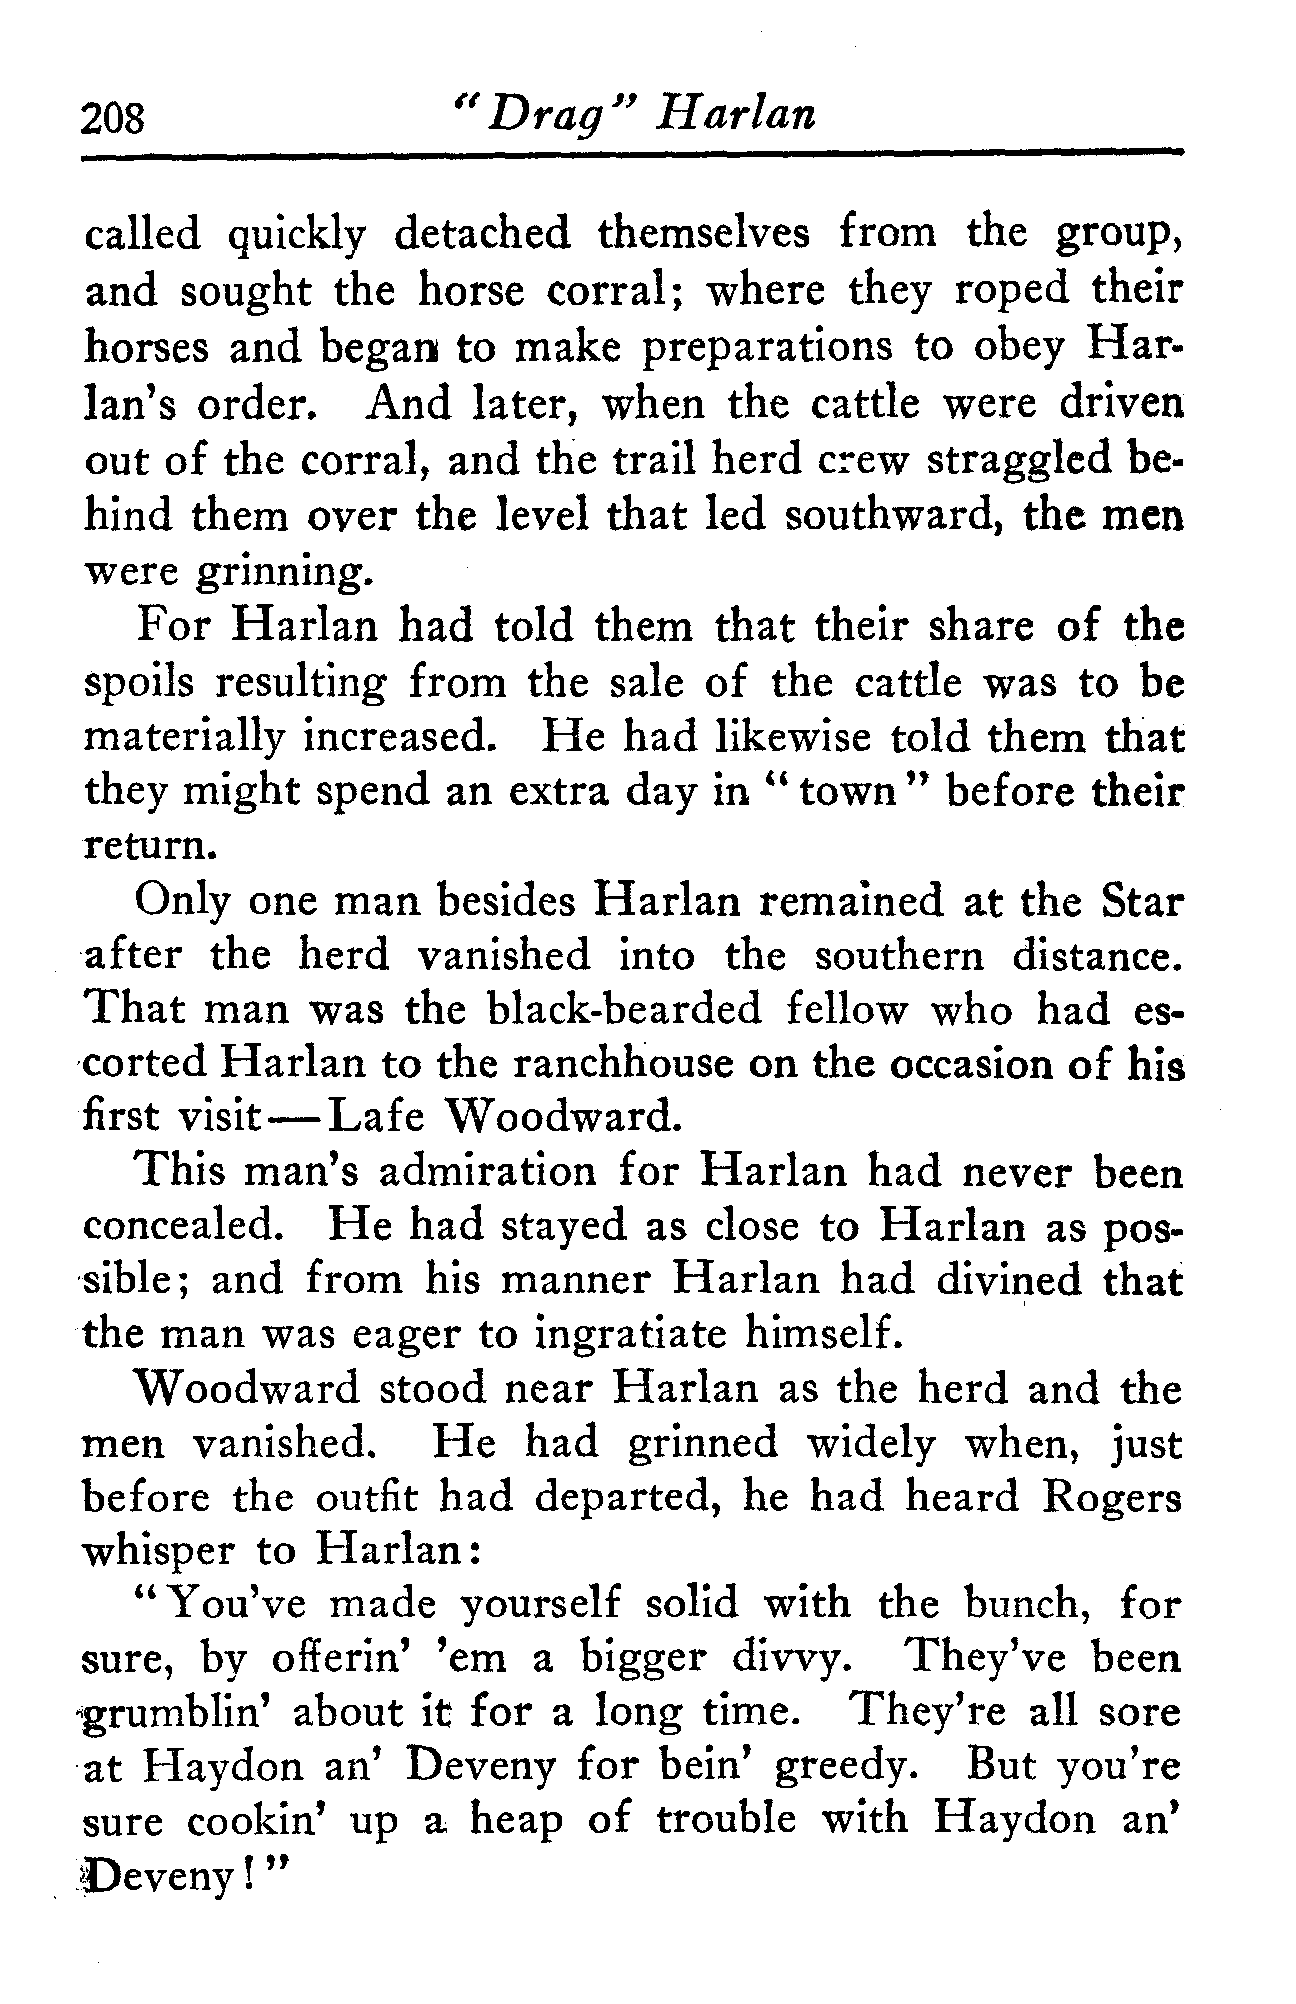 208 "Drag" Harlan
called quickly detached themselves from the group,
and sought the horse corral; where they roped their
horses and began to make preparations to obey Har-
lan's order. And later, when the cattle were driven
out of the corral, and the trail herd crew straggled be-
hind them over the level that led southward, the men
were grinning.
For Harlan had told them that their share of the
spoils resulting from the sale of the cattle was to be
materially increased. He had likewise told them that
they might spend an extra day in "town" before their
return.
Only one man besides Harlan remained at the Star
after the herd vanished into the southern distance.
That man was the black-bearded fellow who had es-
corted Harlan to the ranchhouse on the occasion of his
first visit—Lafe Woodward.
This man's admiration for Harlan had never been
concealed. He had stayed as close to Harlan as pos-
sible; and from his manner Harlan had divined that
the man was eager to ingratiate himself.
Woodward stood near Harlan as the herd and the
men vanished. He had grinned widely when, just
before the outfit had departed, he had heard Rogers
whisper to Harlan:
"You've made yourself solid with the bunch, for
sure, by offerin' 'em a bigger divvy. They've been
grumblin' about it for a long time. They're all sore
at Haydon an' Deveny for bein' greedy. But you're
sure cookin' up a heap of trouble with Haydon an'
Deveny!"